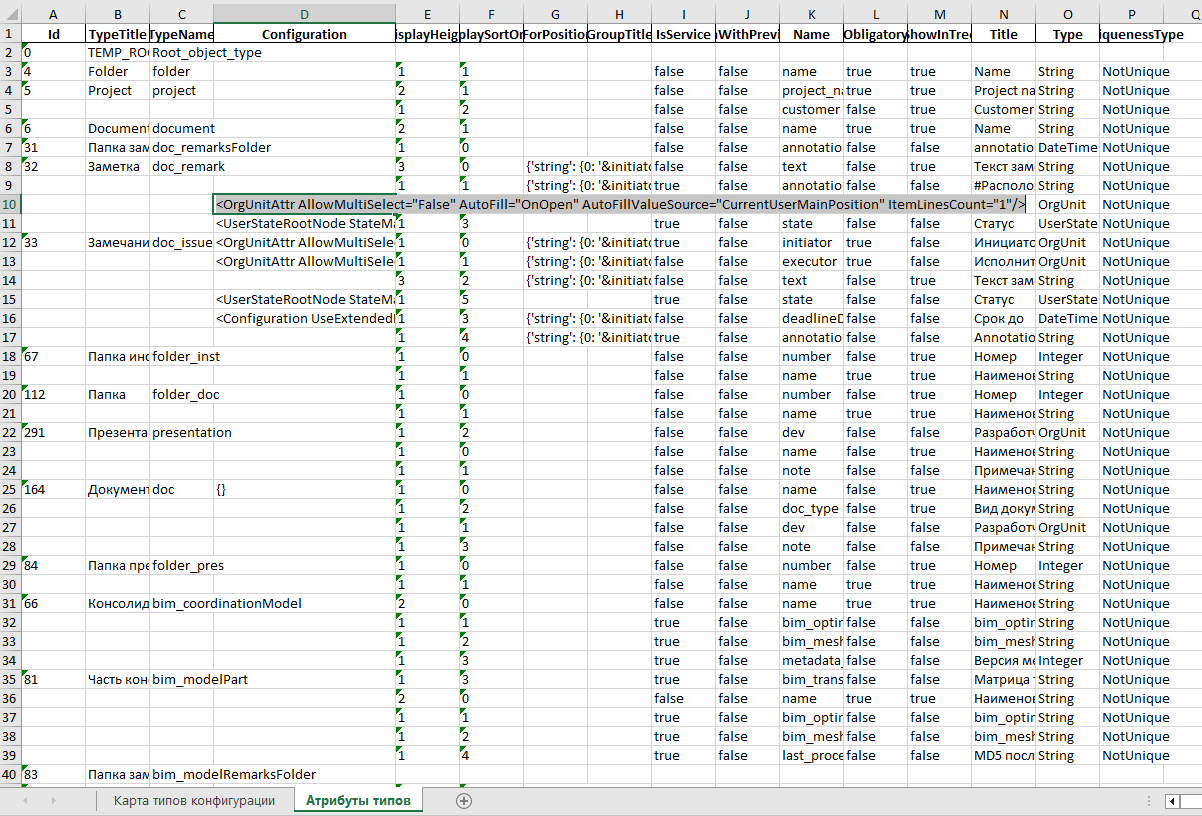 A B C D E F G H I J K L M N O P Q
1 Id TypeTitle TypeName Configuration isplayHeigh playSortOr ForPosition GroupTitle IsService WithPrevi Name Obligatory showInTree Title Type iquenessType
2 0 TEMP_ROO Root_object_type
3 4 Folder folder 1 1 false false name true true Name String NotUnique
4 5 Project project 2 1 false false project_na true true Project na String NotUnique
5 1 2 false false customer false false Customer String NotUnique
6 6 Document document 2 1 false false name true true Name String NotUnique
7 31 Папка зам doc_remarksFolder 1 0 false false annotatio false false annotatio DateTime NotUnique
8 32 Заметка doc_remark 3 0 {'string': {0: '&initiato false false text false true Текст зам String NotUnique
9 1 1 {'string': {0: '&initiato false false annotatio false false #Располо String NotUnique
10 <OrgUnitAttr AllowMultiSelect="False" AutoFill="OnOpen" AutoFillValueSource="CurrentUserMainPosition" ItemLinesCount="1"/> OrgUnit NotUnique
11 <UserStateRootNode StateMa 1 3 true false state false false Статус UserState NotUnique
12 33 Замечани doc_issue <OrgUnitAttr AllowMultiSele 1 0 {'string': {0: '&initiato true false initiator true false Инициато OrgUnit NotUnique
13 <OrgUnitAttr AllowMultiSele 1 1 {'string': {0: '&initiato false false executor true false Исполнит OrgUnit NotUnique
14 3 2 {'string': {0: '&initiato false false text false true Текст зам String NotUnique
15 <UserStateRootNode StateMa 1 5 true false state false false Статус UserState NotUnique
16 <Configuration UseExtendedI 1 3 {'string': {0: '&initiato false false deadlineD false false Срок до DateTime NotUnique
17 1 4 {'string': {0: '&initiato true false annotatio false false Annotatio String NotUnique
18 67 Папка инс folder_inst 1 0 false false number false true Номер Integer NotUnique
19 1 1 false false name true true Наименов String NotUnique
20 112 Папка folder_doc 1 0 false false number false true Номер Integer NotUnique
21 1 1 false false name true true Наименов String NotUnique
22 291 Презента presentation 1 2 false false dev false false Разработч OrgUnit NotUnique
23 1 0 false false name false true Наименов String NotUnique
24 1 1 false false note false false Примечан String NotUnique
25 164 Документ doc {} 1 0 false false name false true Наименов String NotUnique
26 1 2 false false doc_type false true Вид докум String NotUnique
27 1 1 false false dev false false Разработч OrgUnit NotUnique
28 1 3 false false note false false Примечан String NotUnique
29 84 Папка пре folder_pres 1 0 false false number false true Номер Integer NotUnique
30 1 1 false false name true true Наименов String NotUnique
31 66 Консолид bim_coordinationModel 2 0 false false name true true Наименов String NotUnique
32 1 1 true false bim_optin false false bim_optin String NotUnique
33 1 2 true false bim_mesh false false bim_mesh String NotUnique
34 1 3 true false metadata_ false false Версия ме Integer NotUnique
35 81 Часть кон bim_modelPart 1 3 true false bim_trans false false Матрица т String NotUnique
36 2 0 false false name true true Наименов String NotUnique
37 1 1 true false bim_optin false false bim_optin String NotUnique
38 1 2 true false bim_mesh false false bim_mesh String NotUnique
39 1 4 true false last_proce false false MD5 посл String NotUnique
40 83 Папка зам bim_modelRemarksFolder
Карта типов конфигурации Атрибуты типов